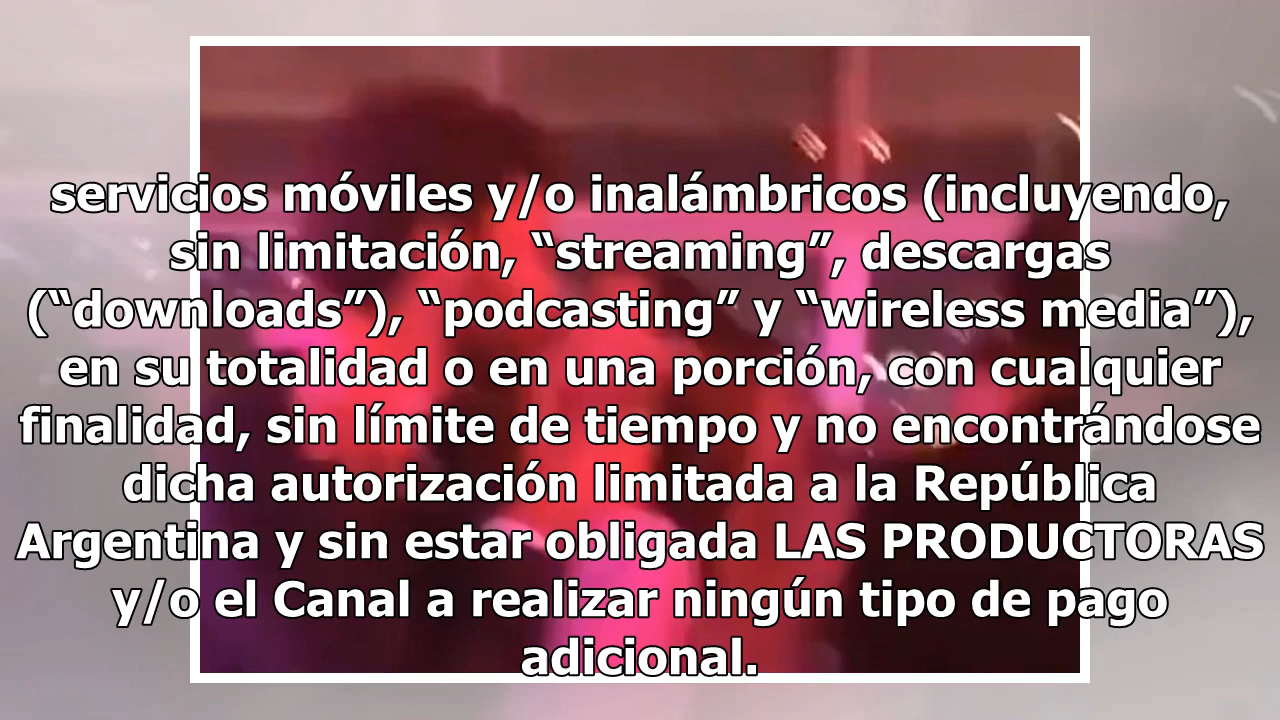 servicios móviles y/o inalámbricos (incluyendo,
sin limitación, “streaming”, descargas
(“downloads”), “podcasting” y “wireless media”),
en su totalidad o en una porción, con cualquier
finalidad, sin límite de tiempo y no encontrándose
dicha autorización limitada a la República
Argentina y sin estar obligada LAS PRODUCTORAS
y/o el Canal a realizar ningún tipo de pago
adicional.